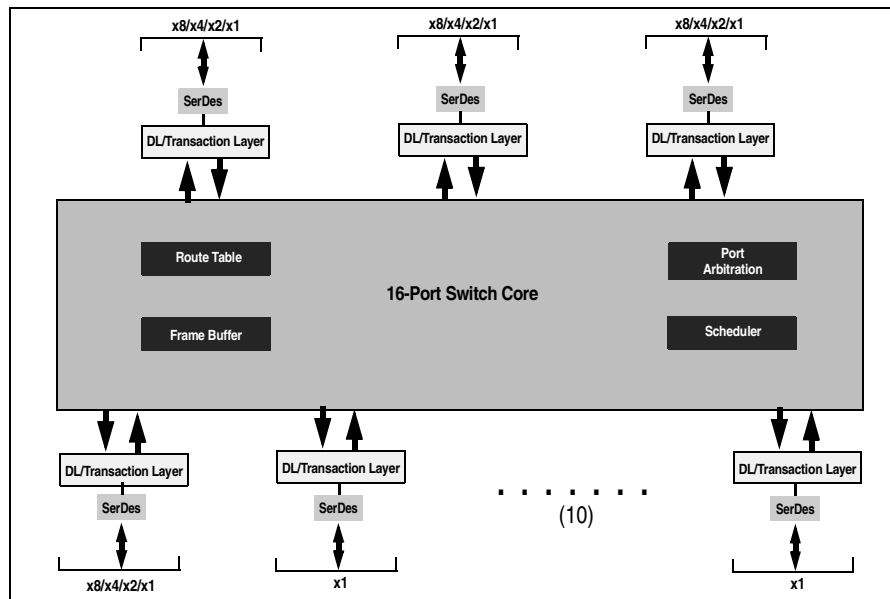 x8/x4/x2/x1
x8/x4/x2/x1
x8/x4/x2/x1
SerDes
SerDes
SerDes
DL/Transaction Layer
DL/Transaction Layer
DL/Transaction Layer
Route Table
Port
Arbitration
16-Port Switch Core
Frame Buffer
Scheduler
DL/Transaction Layer
DL/Transaction Layer
DL/Transaction Layer
. . . . . . .
SerDes
SerDes
(10)
SerDes
x8/x4/x2/x1
x1
x1